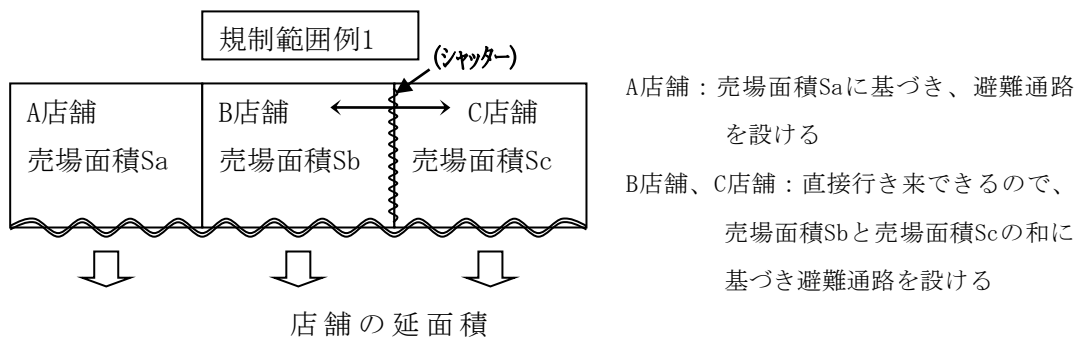 規制範囲例1
(シャッター)
A店舗
売場面積Sa
B店舗
売場面積Sb
C店舗
売場面積Sc
店舗の延面積
A店舗：売場面積Saに基づき、避難通路
を設ける
B店舗、C店舗：直接行き来できるので、
売場面積Sbと売場面積Scの和に
基づき避難通路を設ける